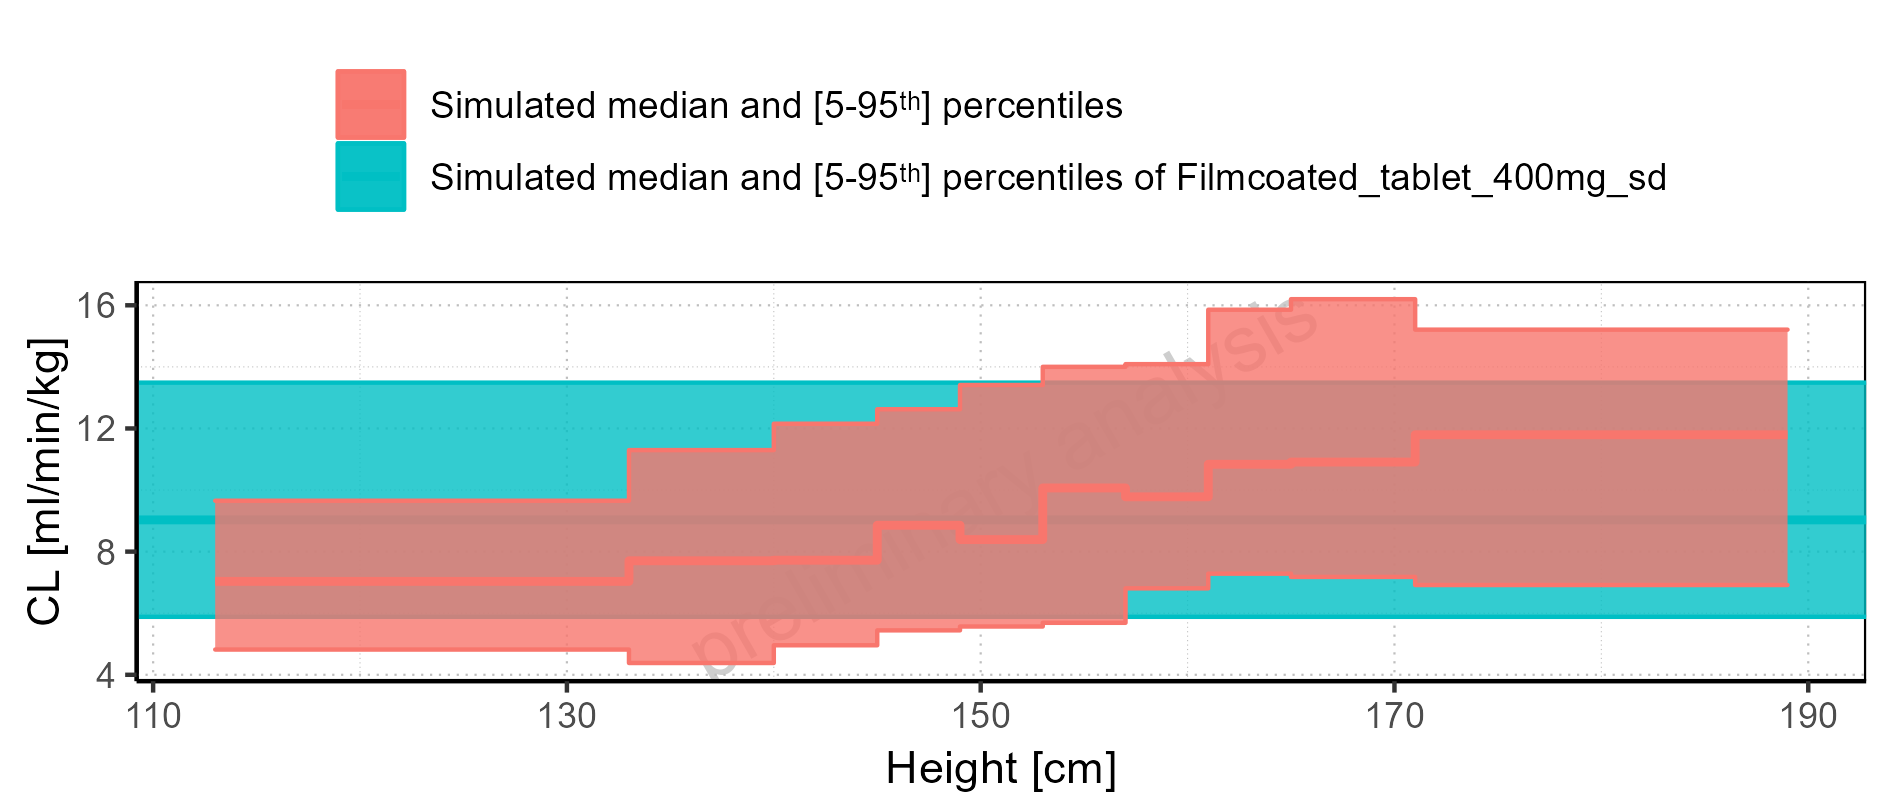 Simulated median and [5-95th] percentiles
Simulated median and [5-95th] percentiles of Filmcoated_tablet_400mg_sd
CL [ml/min/kg]
16
12
8
4
preliminary analysis
110 130 150 170 190
Height [cm]